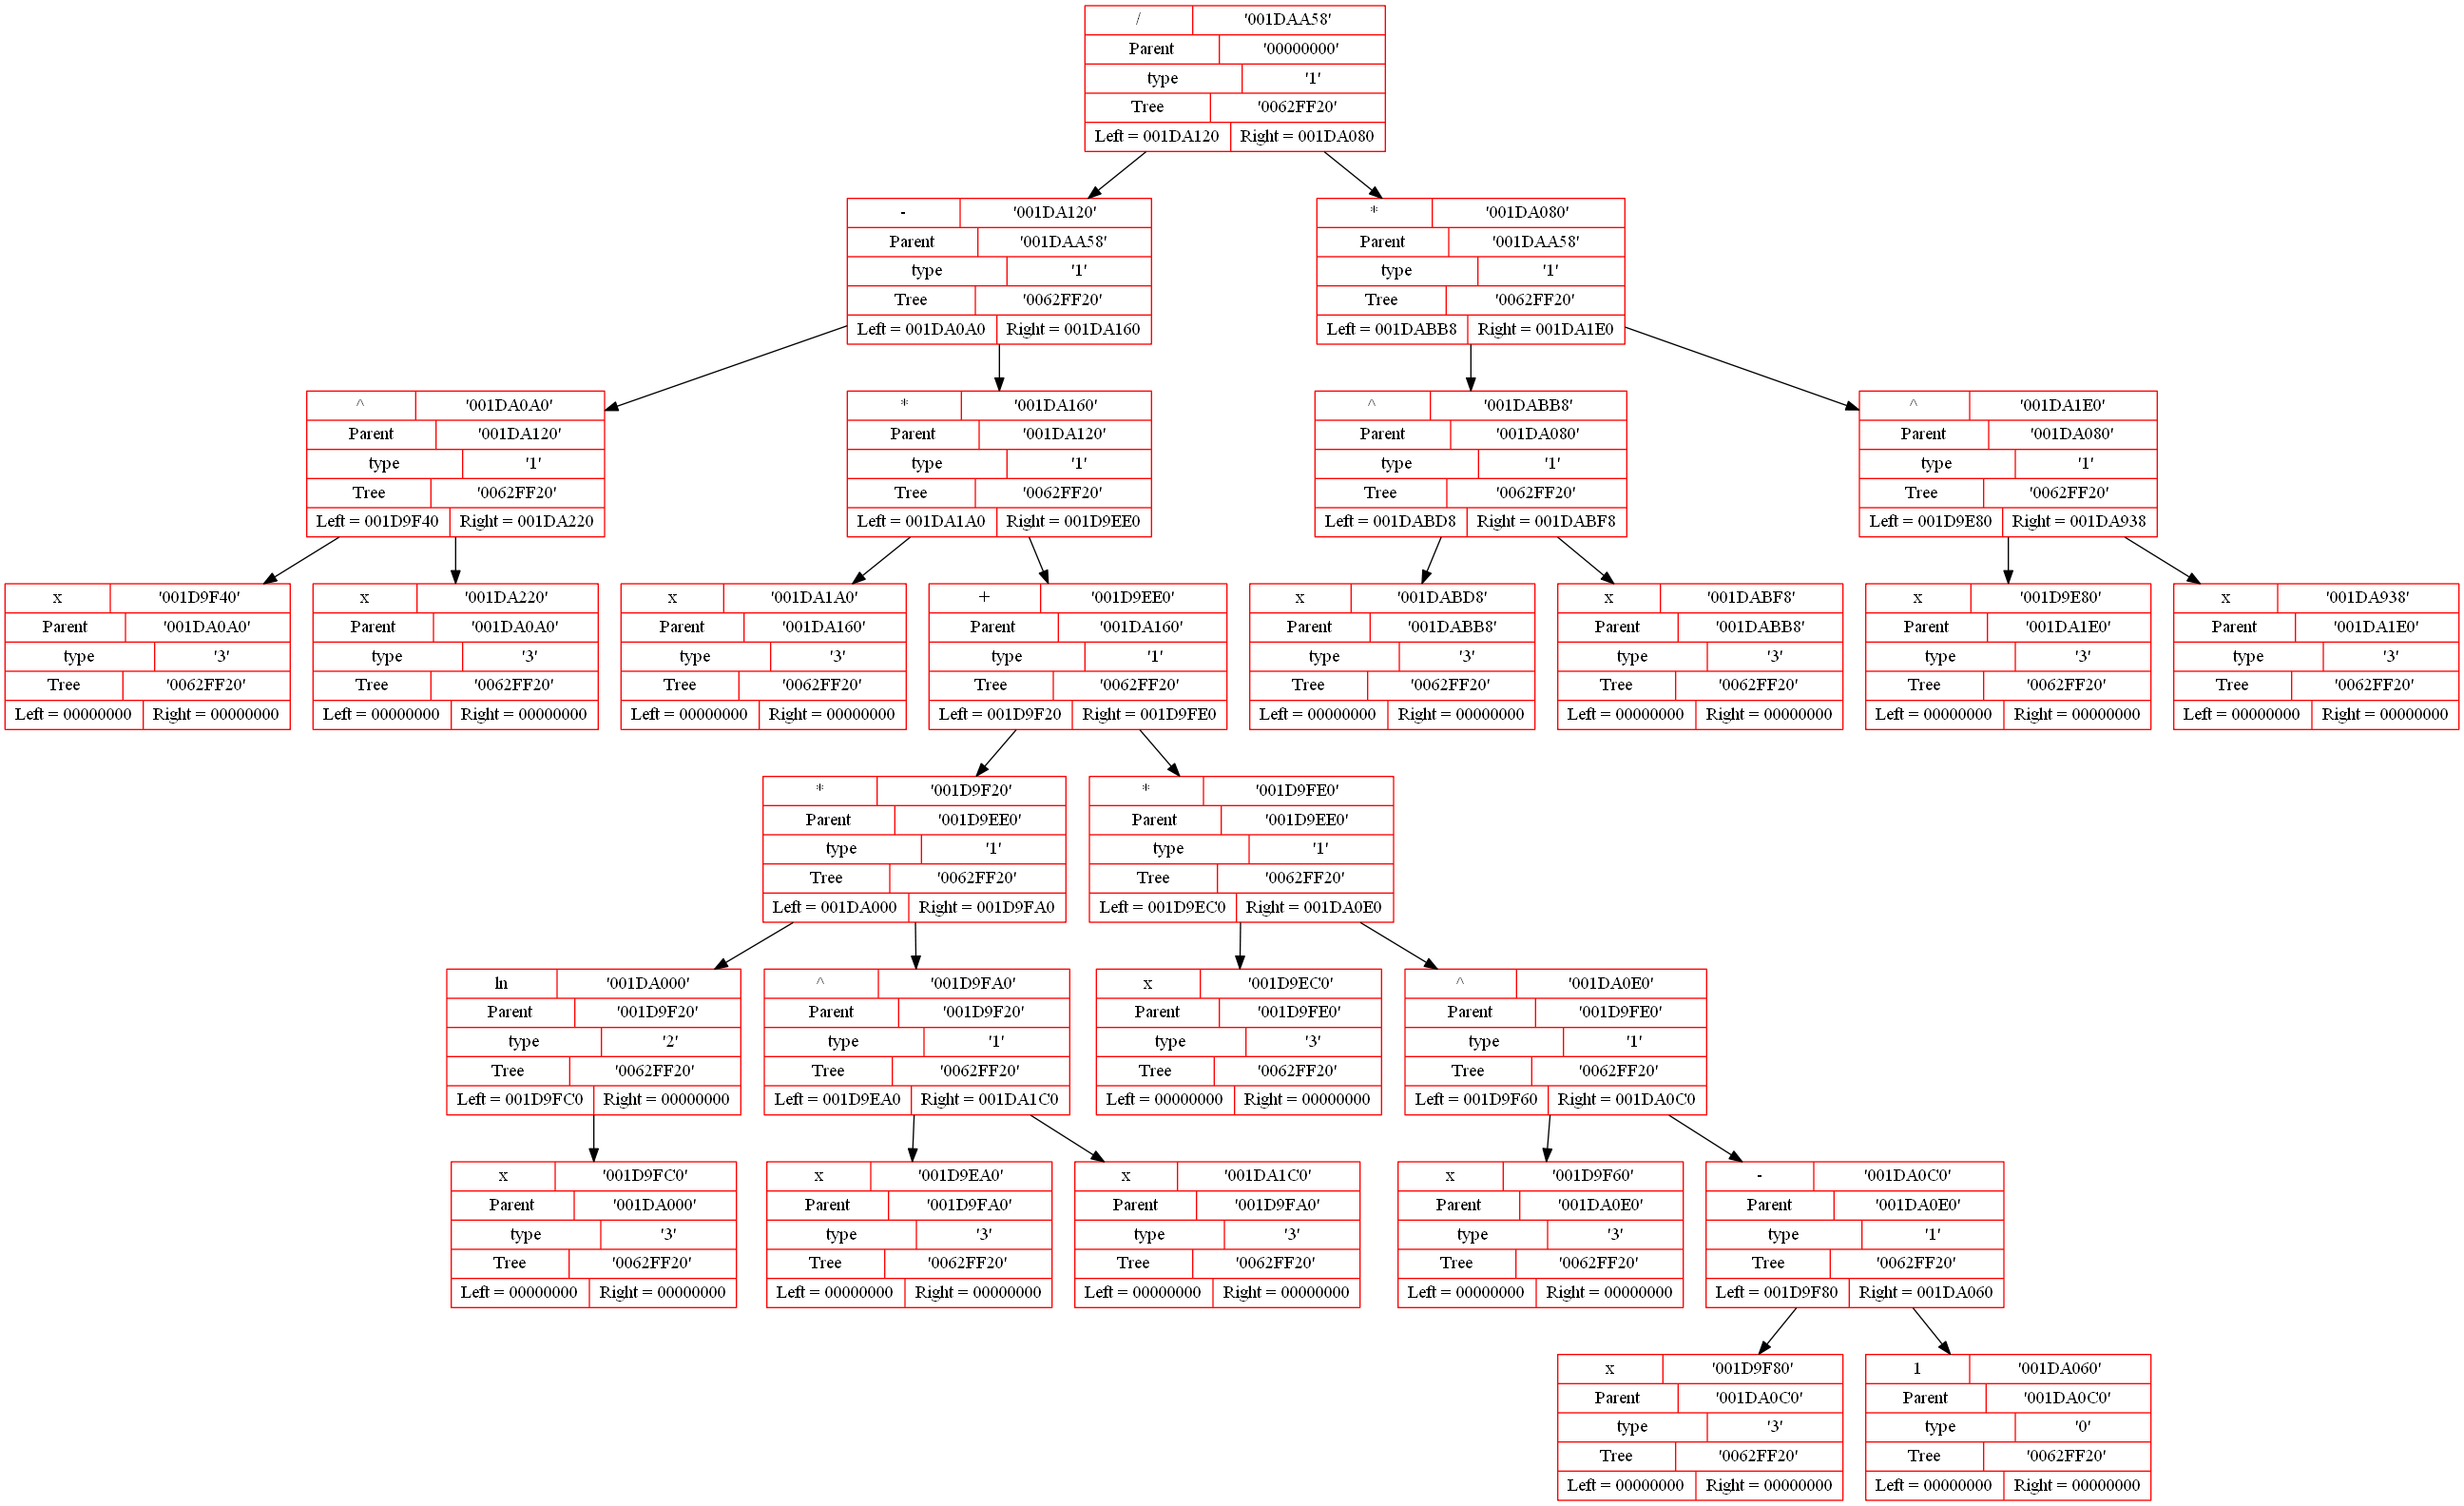 / '001DAA58'
Parent '00000000'
type '1'
Tree '0062FF20'
Left = 001DA120 Right = 001DA080
- '001DA120'
Parent '001DAA58'
type '1'
Tree '0062FF20'
Left = 001DA0A0 Right = 001DA160
* '001DA080'
Parent '001DAA58'
type '1'
Tree '0062FF20'
Left = 001DABB8 Right = 001DA1E0
^ '001DA0A0'
Parent '001DA120'
type '1'
Tree '0062FF20'
Left = 001D9F40 Right = 001DA220
* '001DA160'
Parent '001DA120'
type '1'
Tree '0062FF20'
Left = 001DA1A0 Right = 001D9EE0
^ '001DABB8'
Parent '001DA080'
type '1'
Tree '0062FF20'
Left = 001DABD8 Right = 001DABF8
^ '001DA1E0'
Parent '001DA080'
type '1'
Tree '0062FF20'
Left = 001D9E80 Right = 001DA938
x '001D9F40'
Parent '001DA0A0'
type '3'
Tree '0062FF20'
Left = 00000000 Right = 00000000
x '001DA220'
Parent '001DA0A0'
type '3'
Tree '0062FF20'
Left = 00000000 Right = 00000000
x '001DA1A0'
Parent '001DA160'
type '3'
Tree '0062FF20'
Left = 00000000 Right = 00000000
+ '001D9EE0'
Parent '001DA160'
type '1'
Tree '0062FF20'
Left = 001D9F20 Right = 001D9FE0
x '001DABD8'
Parent '001DABB8'
type '3'
Tree '0062FF20'
Left = 00000000 Right = 00000000
x '001DABF8'
Parent '001DABB8'
type '3'
Tree '0062FF20'
Left = 00000000 Right = 00000000
x '001D9E80'
Parent '001DA1E0'
type '3'
Tree '0062FF20'
Left = 00000000 Right = 00000000
x '001DA938'
Parent '001DA1E0'
type '3'
Tree '0062FF20'
Left = 00000000 Right = 00000000
* '001D9F20'
Parent '001D9EE0'
type '1'
Tree '0062FF20'
Left = 001DA000 Right = 001D9FA0
* '001D9FE0'
Parent '001D9EE0'
type '1'
Tree '0062FF20'
Left = 001D9EC0 Right = 001DA0E0
ln '001DA000'
Parent '001D9F20'
type '2'
Tree '0062FF20'
Left = 001D9FC0 Right = 00000000
^ '001D9FA0'
Parent '001D9F20'
type '1'
Tree '0062FF20'
Left = 001D9EA0 Right = 001DA1C0
x '001D9EC0'
Parent '001D9FE0'
type '3'
Tree '0062FF20'
Left = 00000000 Right = 00000000
^ '001DA0E0'
Parent '001D9FE0'
type '1'
Tree '0062FF20'
Left = 001D9F60 Right = 001DA0C0
x '001D9FC0'
Parent '001DA000'
type '3'
Tree '0062FF20'
Left = 00000000 Right = 00000000
x '001D9EA0'
Parent '001D9FA0'
type '3'
Tree '0062FF20'
Left = 00000000 Right = 00000000
x '001DA1C0'
Parent '001D9FA0'
type '3'
Tree '0062FF20'
Left = 00000000 Right = 00000000
x '001D9F60'
Parent '001DA0E0'
type '3'
Tree '0062FF20'
Left = 00000000 Right = 00000000
- '001DA0C0'
Parent '001DA0E0'
type '1'
Tree '0062FF20'
Left = 001D9F80 Right = 001DA060
x '001D9F80'
Parent '001DA0C0'
type '3'
Tree '0062FF20'
Left = 00000000 Right = 00000000
1 '001DA060'
Parent '001DA0C0'
type '0'
Tree '0062FF20'
Left = 00000000 Right = 00000000